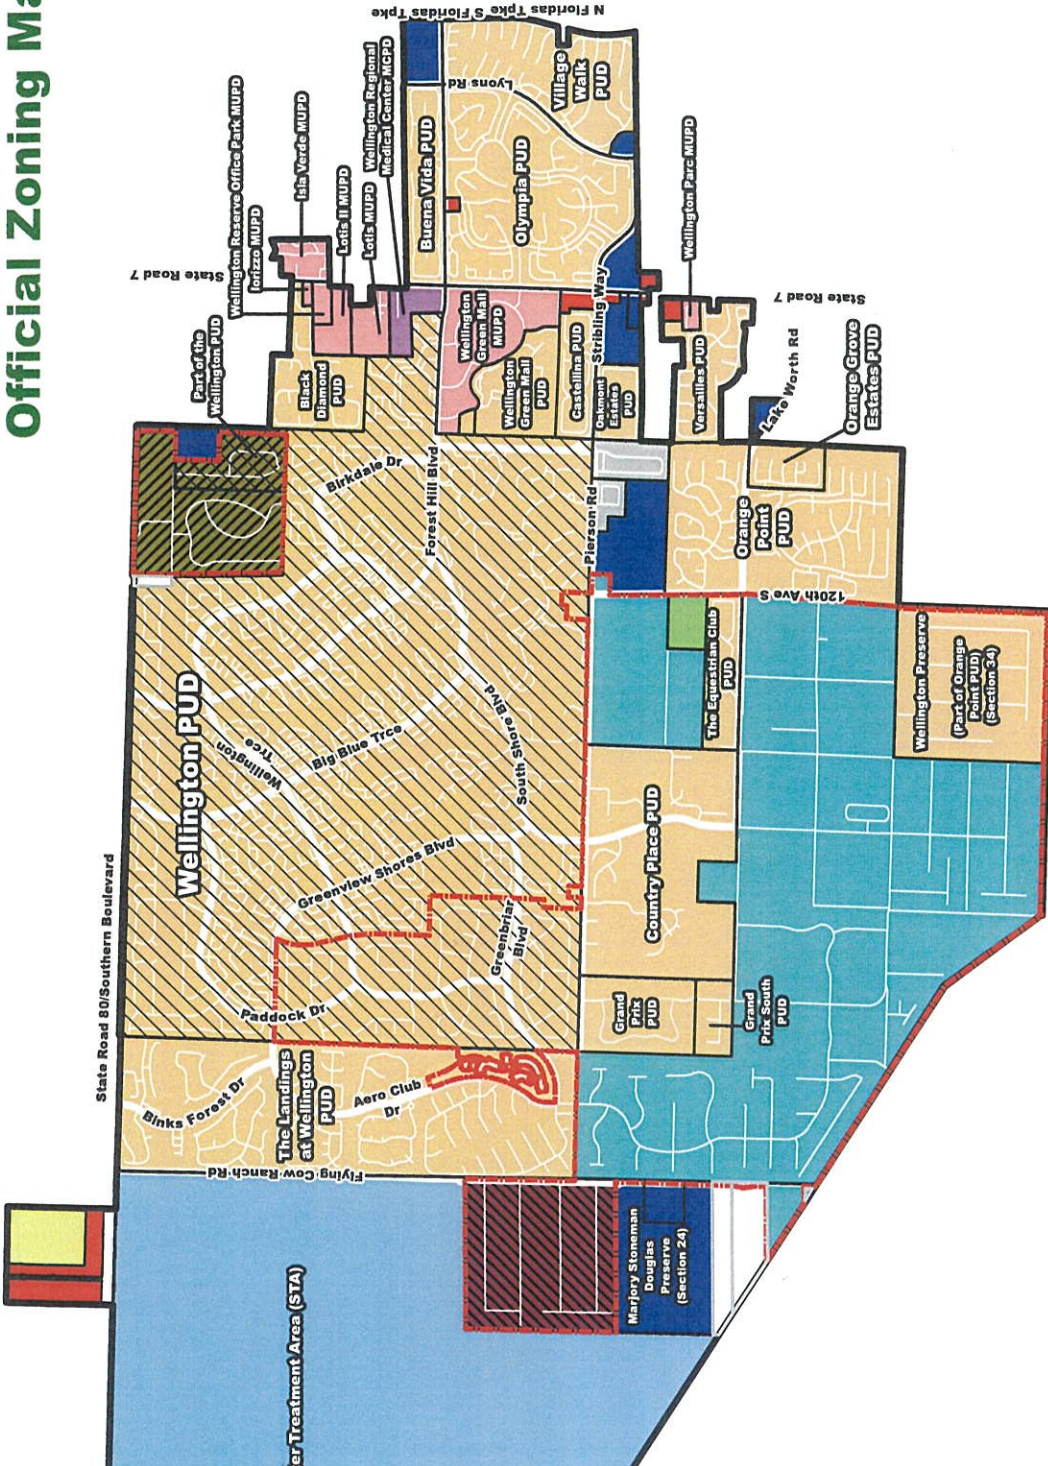 Official Zoning Ma
N Floridas Tpke S Floridas Tpke
Wellington Regional
Medical Center MCPD
Wellington Reserve Office Park MUPD
Iorizzo MUPD
Isla Verde MUPD
Lotis II MUPD
Lotis MUPD
State Road 7
Part of the
Wellington PUD
Black
Diamond
PUD
Buena Vida PUD
Lyons Rd
Village
Walk
PUD
Olympia PUD
Wellington
Green Mall
MUPD
Wellington
Green Mall
PUD
Castellina PUD
Stribling Way
Oakmont
Estates
PUD
Wellington Parc MUPD
Versailles PUD
State Road 7
Lake Worth Rd
Orange Grove
Estates PUD
Birkdale Dr
Forest Hill Blvd
Pierson Rd
Orange
Point
PUD
120th Ave S
The Equestrian Club
PUD
Wellington Preserve
(Part of Orange
Point PUD)
(Section 34)
Wellington PUD
Wellington
Trce
Big Blue Trce
South Shore Blvd
Greenview Shores Blvd
Greenbriar
Blvd
Paddock Dr
Country Place PUD
Grand
Prix
PUD
Grand
Prix South
PUD
State Road 80/Southern Boulevard
Binks Forest Dr
The Landings
at Wellington
PUD
Aero Club
Dr
Flying Cow Ranch Rd
Marjory Stoneman
Douglas
Preserve
(Section 24)
er Treatment Area (STA)